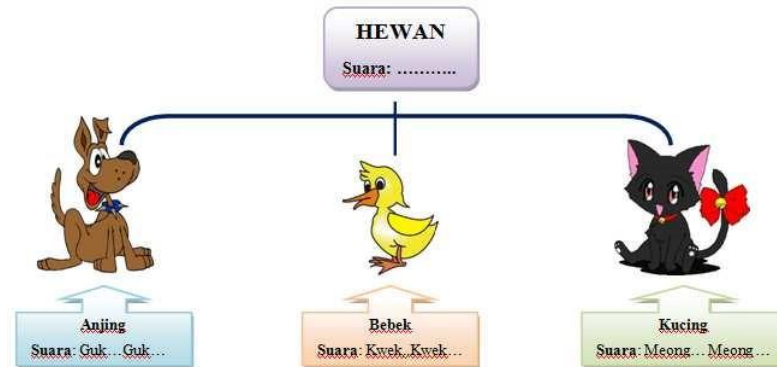 HEWAN
Suara: ………..
Anjing
Suara: Guk…Guk…
Bebek
Suara: Kwek..Kwek…
Kucing
Suara: Meong… Meong…